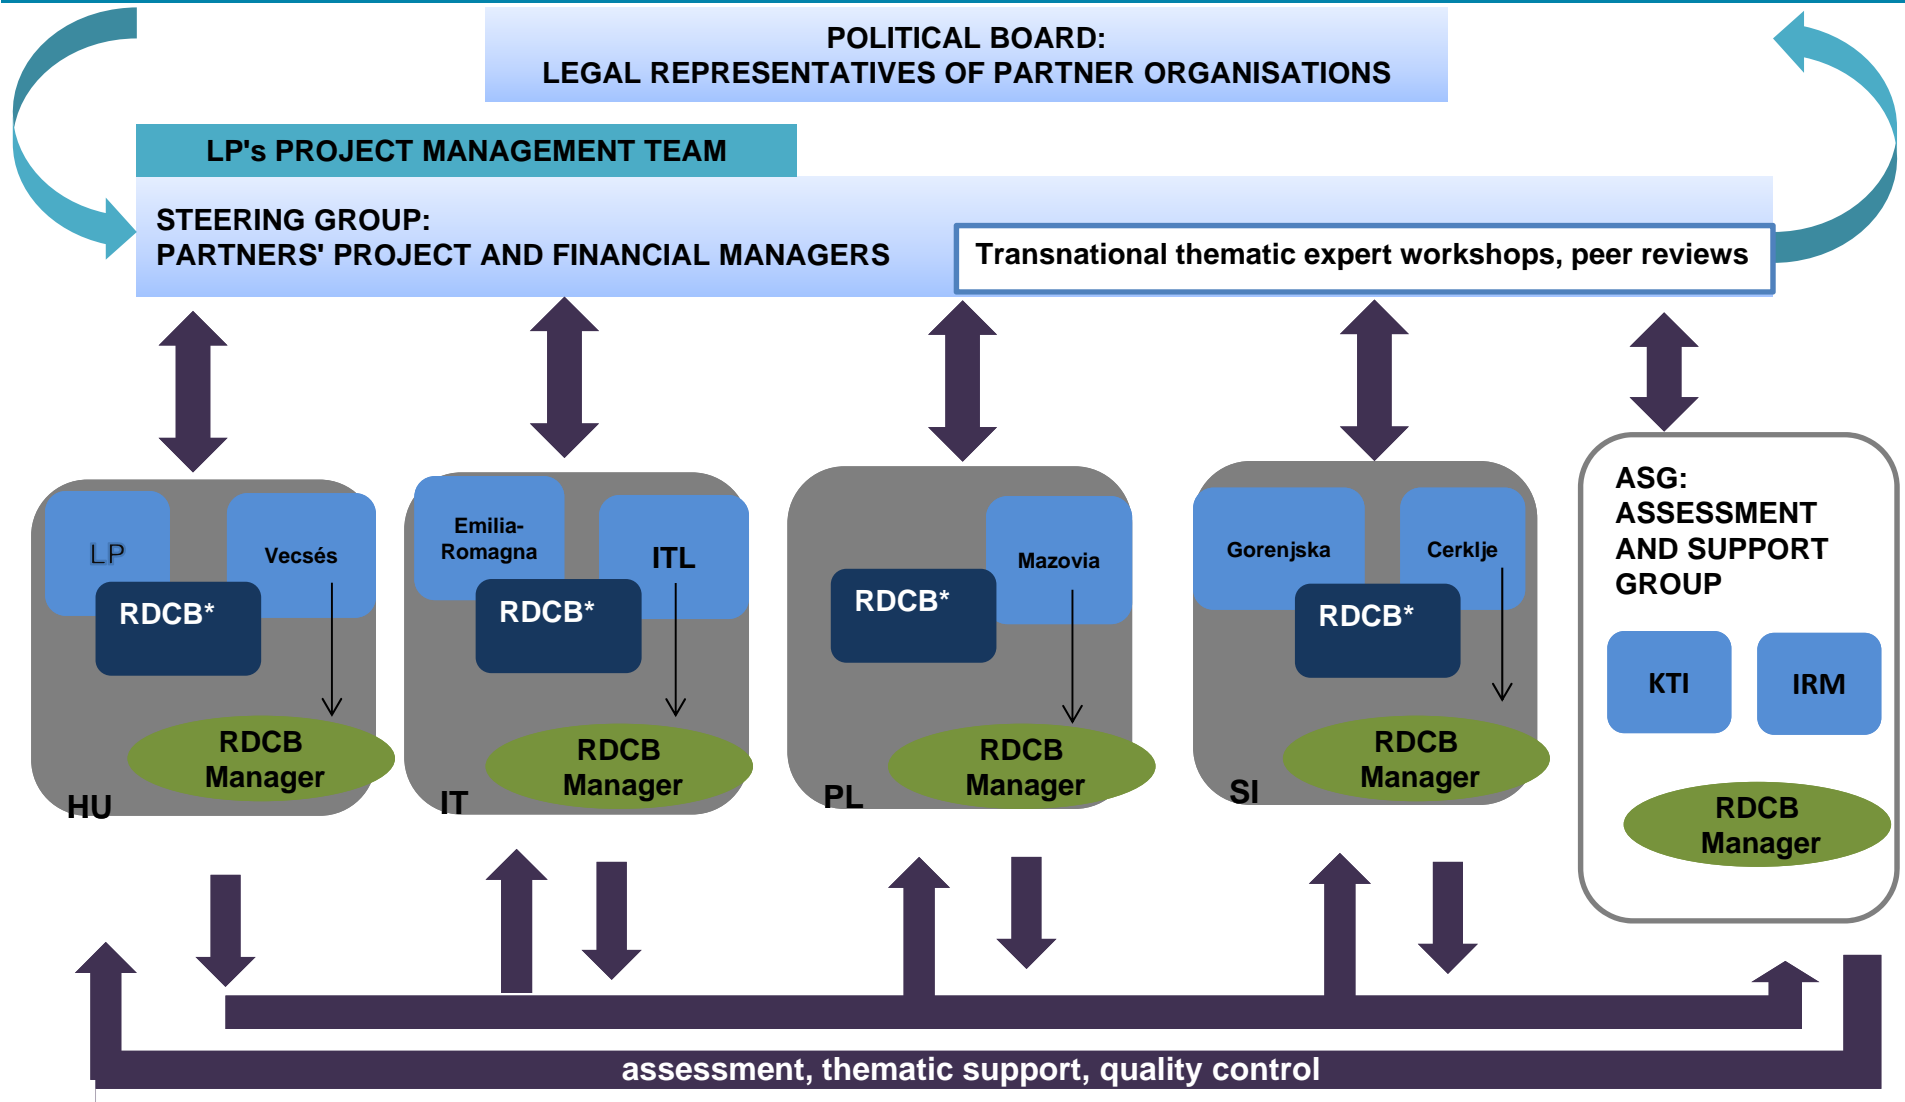 POLITICAL BOARD:
LEGAL REPRESENTATIVES OF PARTNER ORGANISATIONS
LP's PROJECT MANAGEMENT TEAM
STEERING GROUP:
PARTNERS' PROJECT AND FINANCIAL MANAGERS
Transnational thematic expert workshops, peer reviews
LP
Vecsés
RDCB*
RDCB
Manager
HU
Emilia-
Romagna
ITL
RDCB*
RDCB
Manager
IT
Mazovia
RDCB*
RDCB
Manager
PL
Gorenjska
Cerklje
RDCB*
RDCB
Manager
SI
ASG:
ASSESSMENT
AND SUPPORT
GROUP
KTI
IRM
RDCB
Manager
assessment, thematic support, quality control